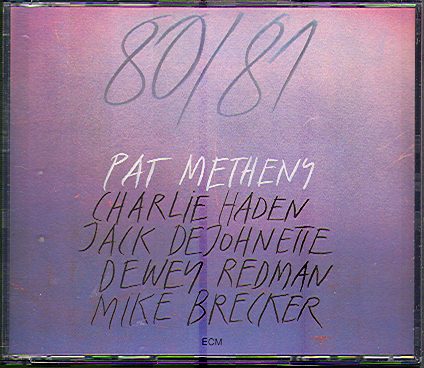 80/81
PAT METHENY
CHARLIE HADEN
JACK DEJOHNETTE
DEWEY REDMAN
MIKE BRECKER
ECM